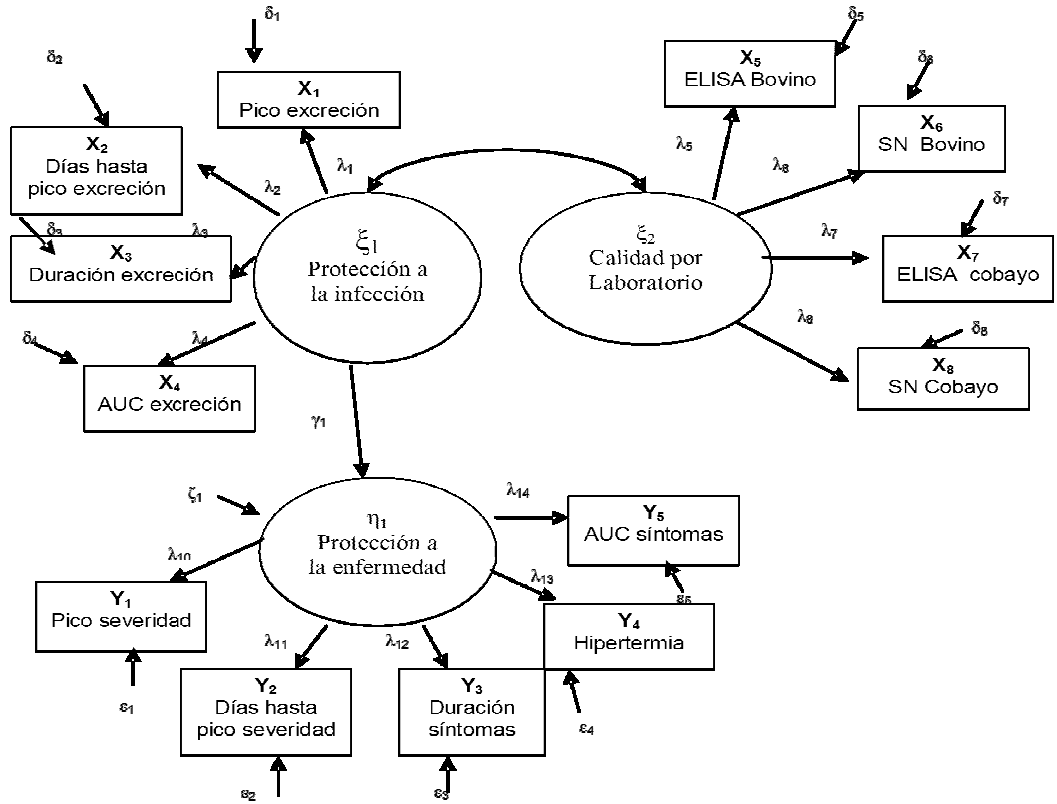 δ₁
δ₅
δ₂
X₅
ELISA Bovino
δ₆
X₁
Pico excreción
X₆
SN Bovino
X₂
Días hasta
pico excreción
λ₁
λ₅
λ₆
λ₂
δ₃
λ₃
δ₇
X₃
Duración excreción
ξ₁
Protección a
la infección
ξ₂
Calidad por
Laboratorio
λ₇
X₇
ELISA cobayo
δ₄
λ₄
λ₈
δ₈
X₄
AUC excreción
X₈
SN Cobayo
γ₁
ζ₁
η₁
Protección a
la enfermedad
λ₁₄
Y₅
AUC síntomas
λ₁₀
λ₁₃
ε₅
Y₁
Pico severidad
Y₄
Hipertermia
λ₁₁
λ₁₂
Y₂
Días hasta
pico severidad
Y₃
Duración
síntomas
ε₁
ε₄
ε₂
ε₃